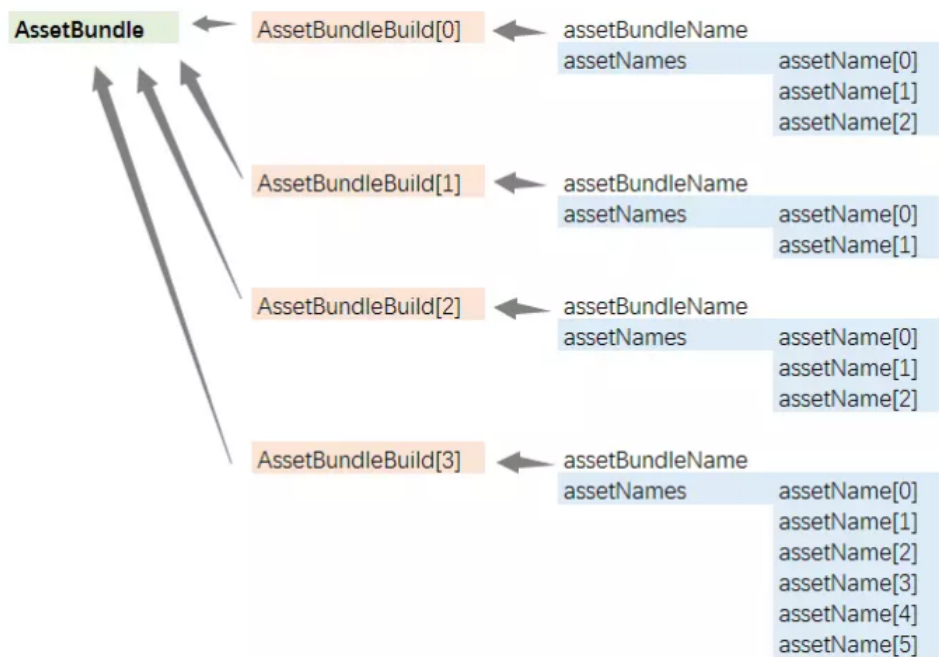 AssetBundle AssetBundleBuild[0] assetBundleName
assetNames assetName[0]
assetName[1]
assetName[2]
AssetBundleBuild[1] assetBundleName
assetNames assetName[0]
assetName[1]
AssetBundleBuild[2] assetBundleName
assetNames assetName[0]
assetName[1]
assetName[2]
AssetBundleBuild[3] assetBundleName
assetNames assetName[0]
assetName[1]
assetName[2]
assetName[3]
assetName[4]
assetName[5]